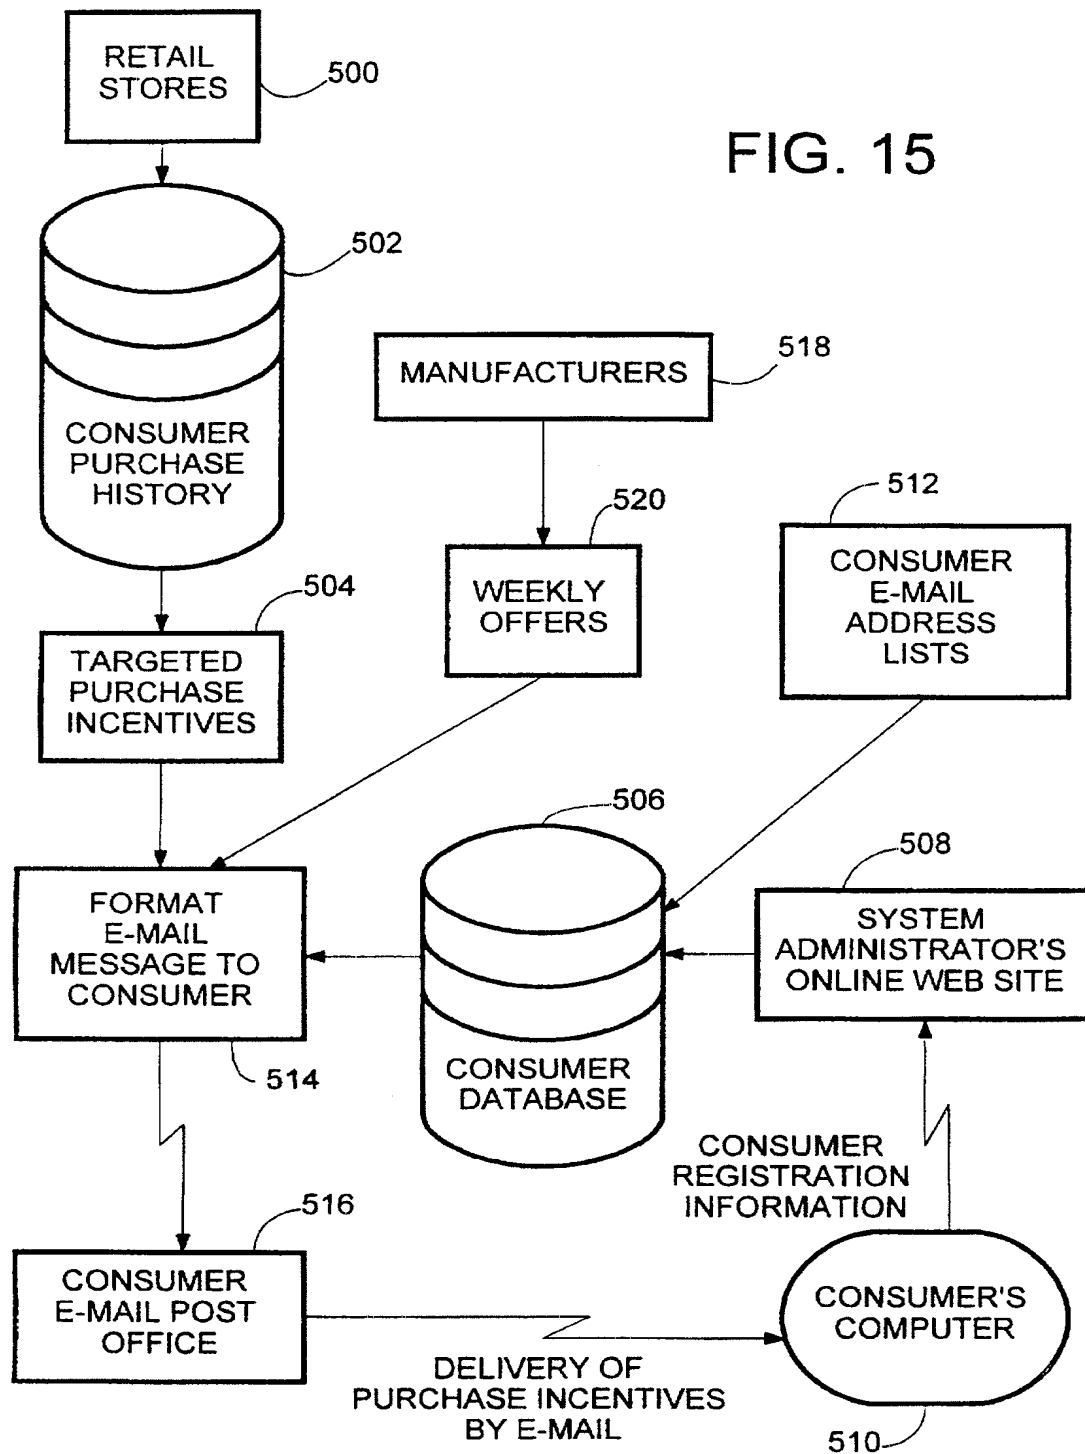 RETAIL
STORES
500
FIG. 15
502
CONSUMER
PURCHASE
HISTORY
MANUFACTURERS
518
520
WEEKLY
OFFERS
512
CONSUMER
E-MAIL
ADDRESS
LISTS
504
TARGETED
PURCHASE
INCENTIVES
506
CONSUMER
DATABASE
508
SYSTEM
ADMINISTRATOR'S
ONLINE WEB SITE
FORMAT
E-MAIL
MESSAGE TO
CONSUMER
514
CONSUMER
REGISTRATION
INFORMATION
516
CONSUMER
E-MAIL POST
OFFICE
CONSUMER'S
COMPUTER
DELIVERY OF
PURCHASE INCENTIVES
BY E-MAIL
510